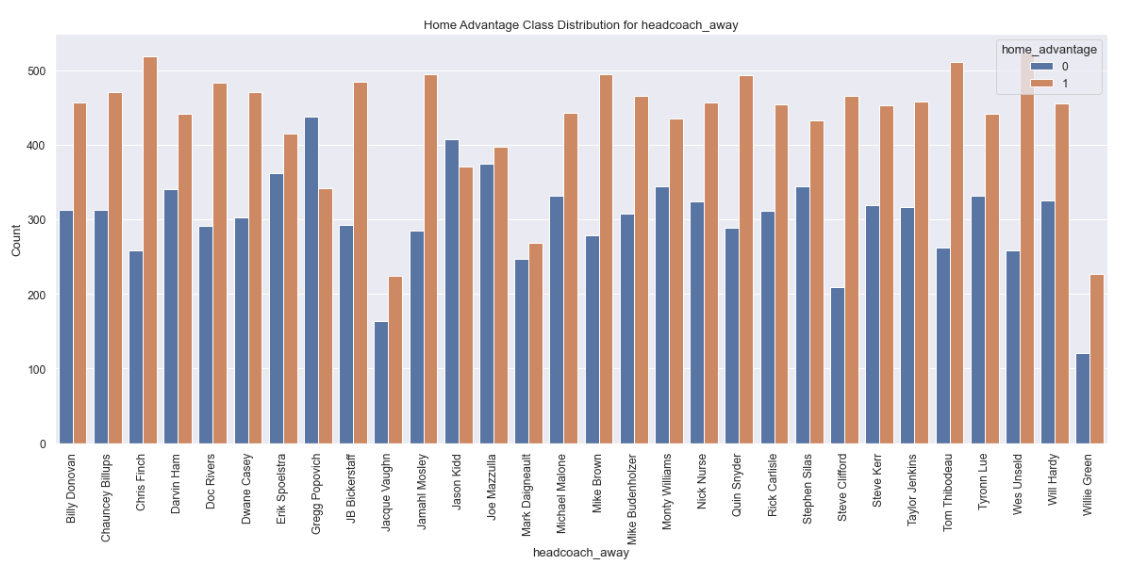 Home Advantage Class Distribution for headcoach_away
home_advantage
0
1
500
400
300
200
100
0
Count
Billy Donovan
Chauncey Billups
Chris Finch
Darvin Ham
Doc Rivers
Dwane Casey
Erik Spoelstra
Gregg Popovich
JB Bickerstaff
Jacque Vaughn
Jamahl Mosley
Jason Kidd
Joe Mazzulla
Mark Daigneault
Michael Malone
Mike Brown
Mike Budenholzer
Monty Williams
Nick Nurse
Quin Snyder
Rick Carlisle
Stephen Silas
Steve Clifford
Steve Kerr
Taylor Jenkins
Tom Thibodeau
Tyronn Lue
Wes Unseld
Will Hardy
Willie Green
headcoach_away